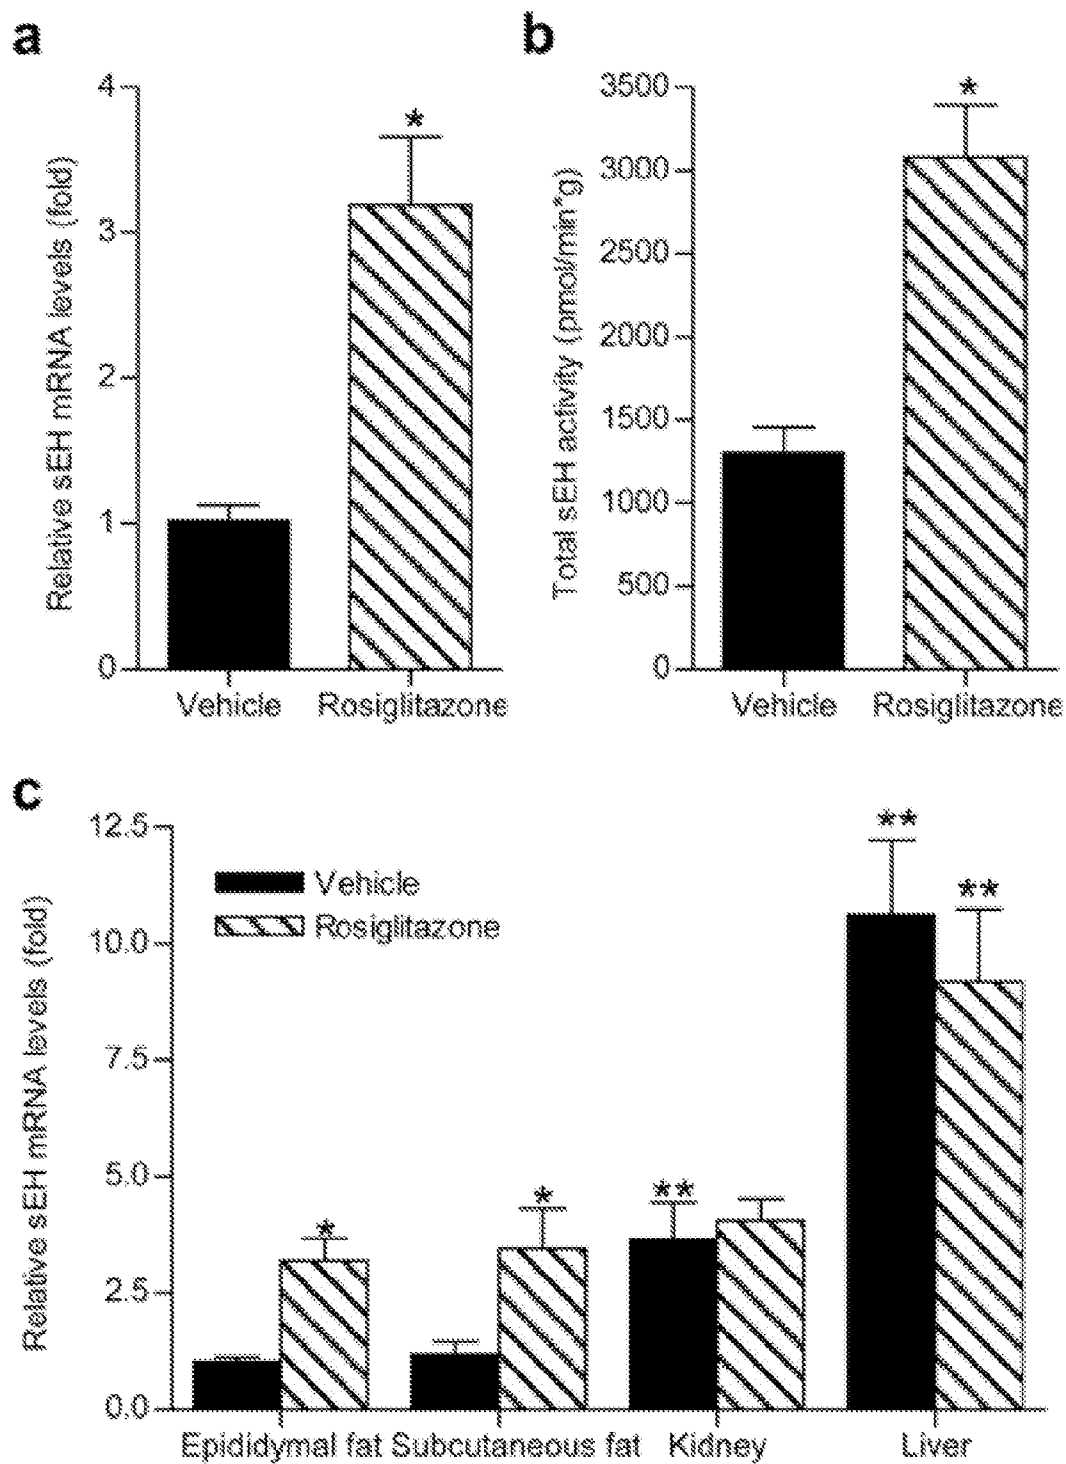 a
Relative sEH mRNA levels (fold)
4
3
2
1
0
*
Vehicle Rosiglitazone
b
Total sEH activity (pmol/min*g)
3500
3000
2500
2000
1500
1000
500
0
*
Vehicle Rosiglitazone
c
Relative sEH mRNA levels (fold)
12.5
10.0
7.5
5.0
2.5
0.0
Vehicle
Rosiglitazone
*
*
**
**
**
Epididymal fat Subcutaneous fat Kidney Liver